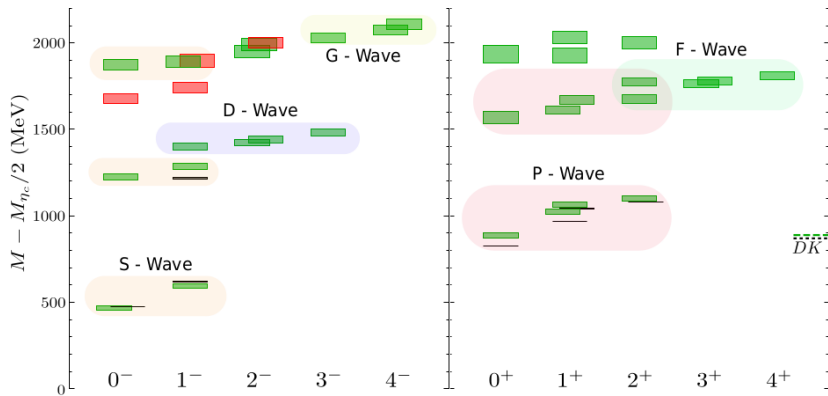 M − M_{η_c}/2 (MeV)
2000
1500
1000
500
0
G - Wave
D - Wave
S - Wave
0⁻ 1⁻ 2⁻ 3⁻ 4⁻
F - Wave
P - Wave
DK
0⁺ 1⁺ 2⁺ 3⁺ 4⁺